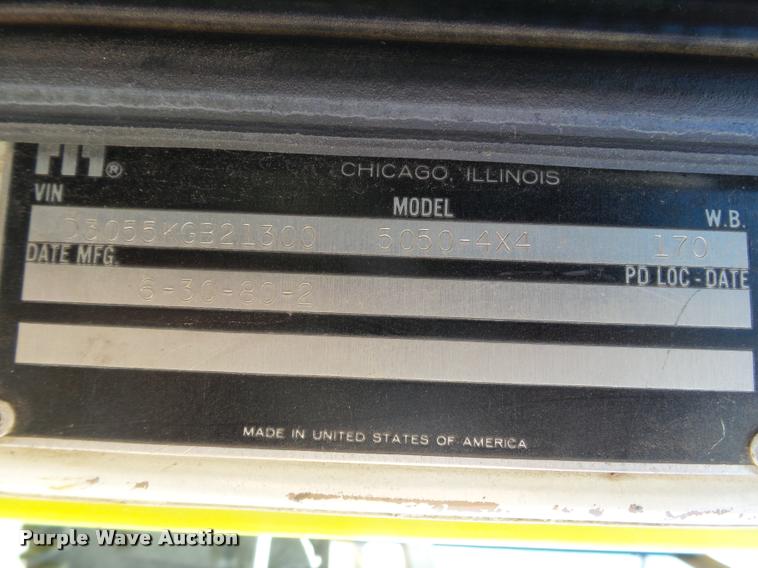 ®
CHICAGO, ILLINOIS
VIN MODEL W.B.
D3055KGB21300 5050-4X4 170
DATE MFG. PD LOC-DATE
6-30-80-2
MADE IN UNITED STATES OF AMERICA
Purple Wave Auction